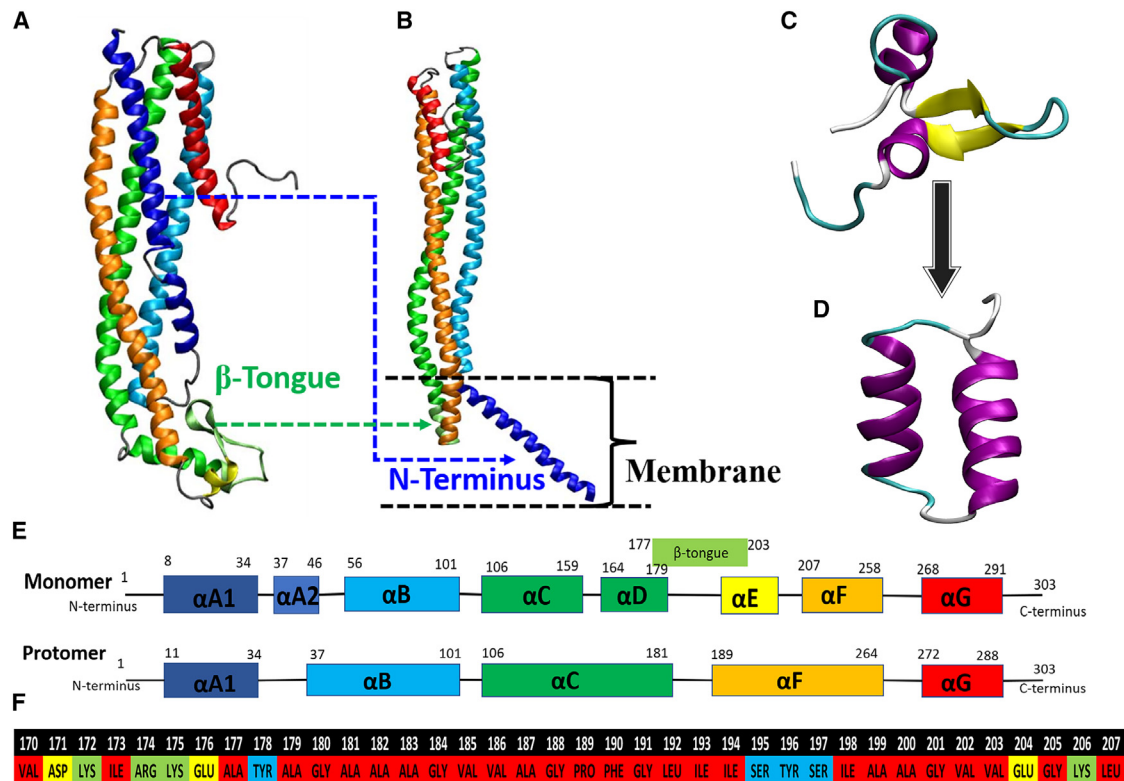 A
B
C
β-Tongue
D
N-Terminus
Membrane
E
8 34 37 46 56 101 106 159 164 177 179 β-tongue 203 207 258 268 291
Monomer 1 αA1 αA2 αB αC αD αE αF αG 303
N-terminus C-terminus
Protomer 11 34 37 101 106 181 189 264 272 288
1 αA1 αB αC αF αG 303
N-terminus C-terminus
F
170 171 172 173 174 175 176 177 178 179 180 181 182 183 184 185 186 187 188 189 190 191 192 193 194 195 196 197 198 199 200 201 202 203 204 205 206 207
VAL ASP LYS ILE ARG LYS GLU ALA TYR ALA GLY ALA ALA ALA GLY VAL VAL ALA GLY PRO PHE GLY LEU ILE ILE SER TYR SER ILE ALA ALA GLY VAL VAL GLU GLY LYS LEU